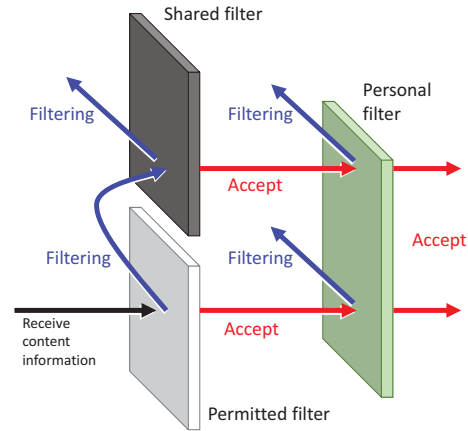 Shared filter
Filtering
Filtering
Personal
filter
Accept
Filtering
Filtering
Accept
Receive
content
information
Accept
Permitted filter